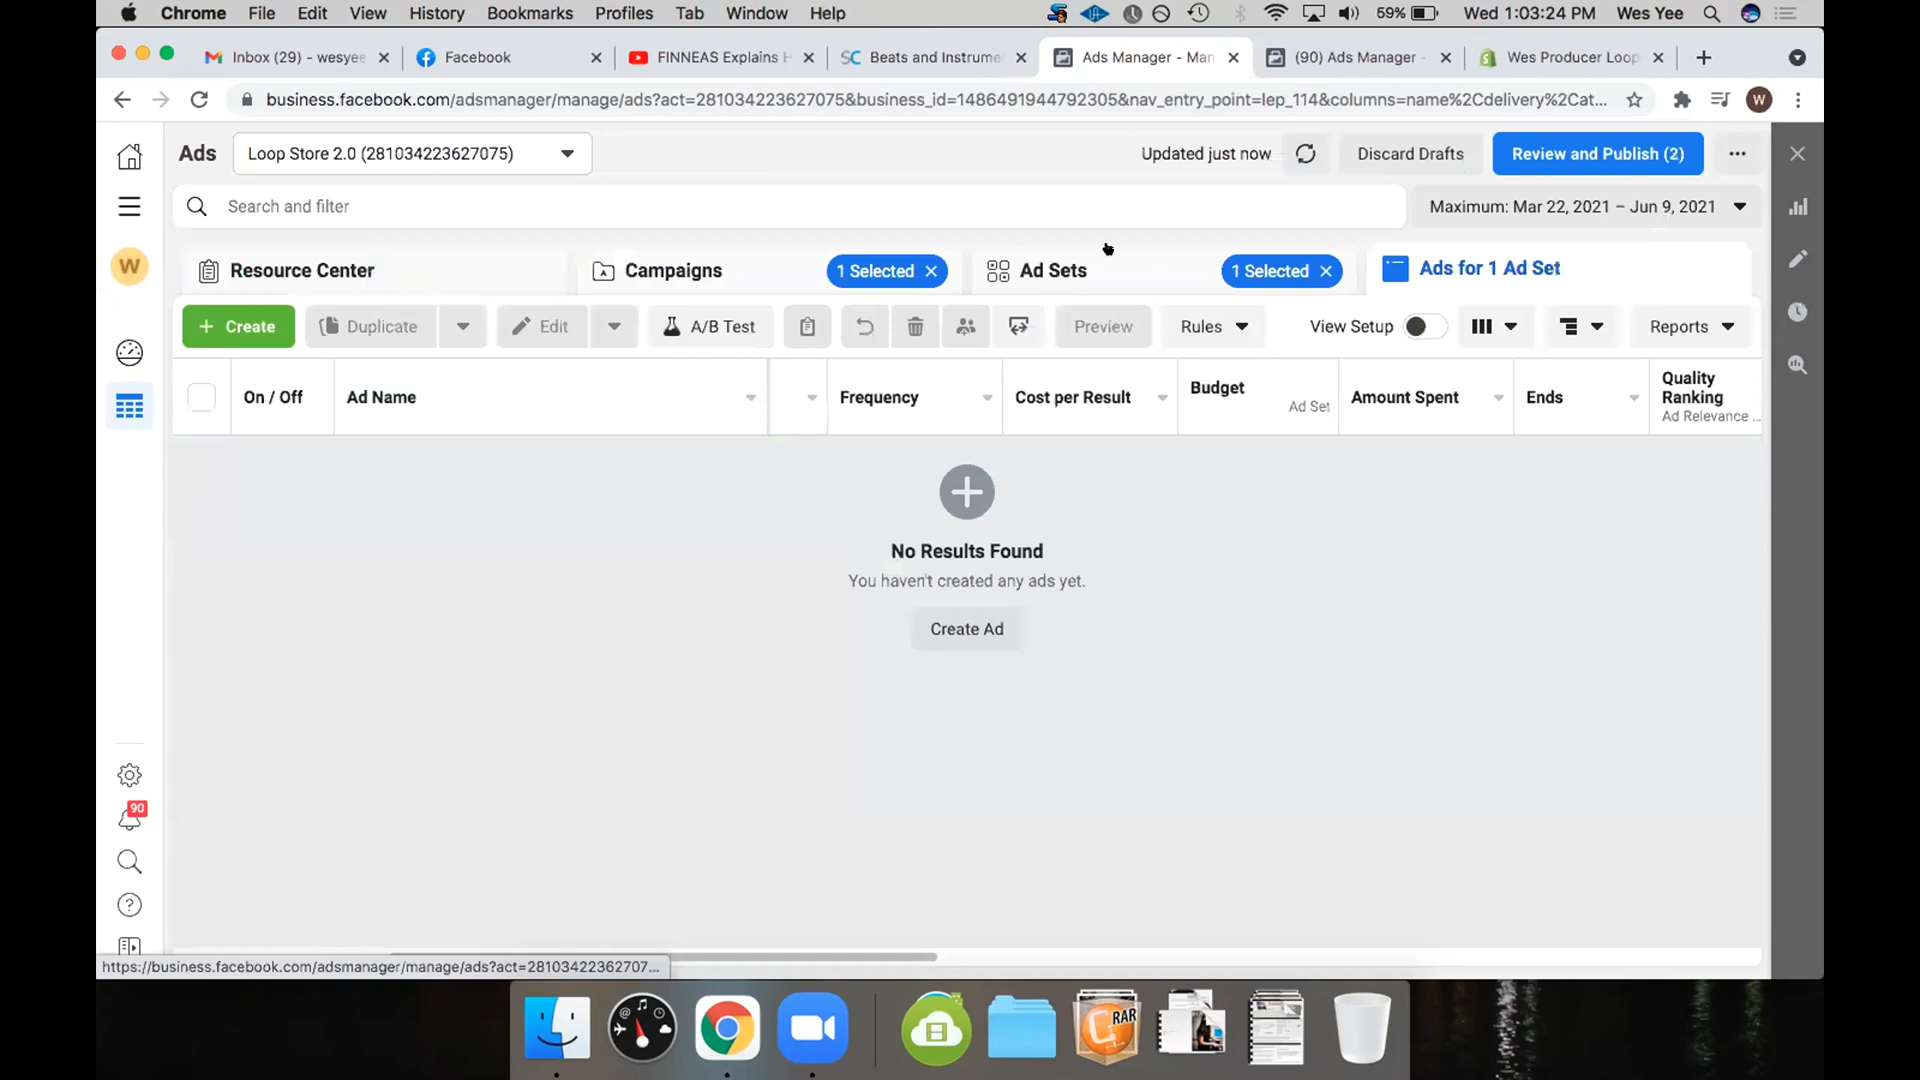 Chrome File Edit View History Bookmarks Profiles Tab Window Help 59% Wed 1:03:24 PM Wes Yee
Inbox (29) - wesyee Facebook FINNEAS Explains H Beats and Instrumen Ads Manager - Man (90) Ads Manager - Wes Producer Loop
business.facebook.com/adsmanager/manage/ads?act=281034223627075&business_id=1486491944792305&nav_entry_point=lep_114&columns=name%2Cdelivery%2Cat... W
Ads Loop Store 2.0 (281034223627075) Updated just now Discard Drafts Review and Publish (2)
Search and filter Maximum: Mar 22, 2021 – Jun 9, 2021
W
Resource Center Campaigns 1 Selected Ad Sets 1 Selected Ads for 1 Ad Set
+ Create Duplicate Edit A/B Test Preview Rules View Setup Reports
On / Off Ad Name Frequency Cost per Result Budget Ad Set Amount Spent Ends Quality Ranking Ad Relevance ...
No Results Found
You haven't created any ads yet.
Create Ad
90
https://business.facebook.com/adsmanager/manage/ads?act=28103422362707...
RAR